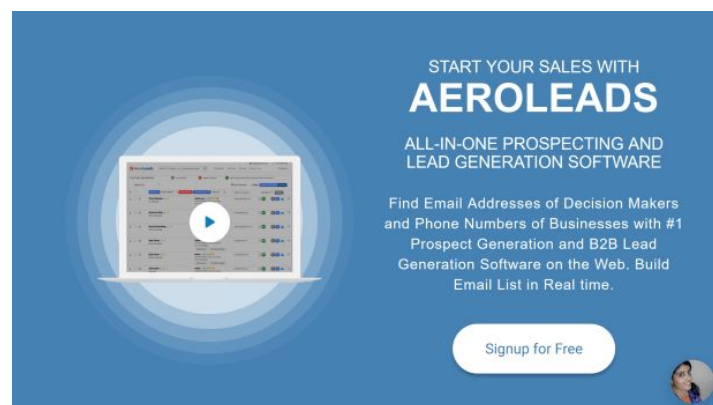 START YOUR SALES WITH
AEROLEADS
ALL-IN-ONE PROSPECTING AND
LEAD GENERATION SOFTWARE
Find Email Addresses of Decision Makers
and Phone Numbers of Businesses with #1
Prospect Generation and B2B Lead
Generation Software on the Web. Build
Email List in Real time.
Signup for Free